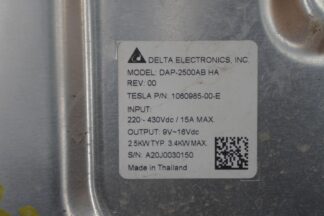 DELTA ELECTRONICS, INC.
MODEL: DAP-2500AB HA
REV: 00
TESLA P/N: 1060985-00-E
INPUT:
220~ 430Vdc / 15A MAX.
OUTPUT: 9V~16Vdc
2.5KW TYP. 3.4KW MAX.
S/N: A20J0030150
Made in Thailand